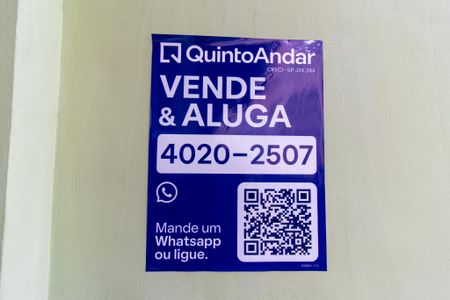 QuintoAndar
CRECI-SP J24.344
VENDE
& ALUGA
4020-2507
Mande um
Whatsapp
ou ligue.